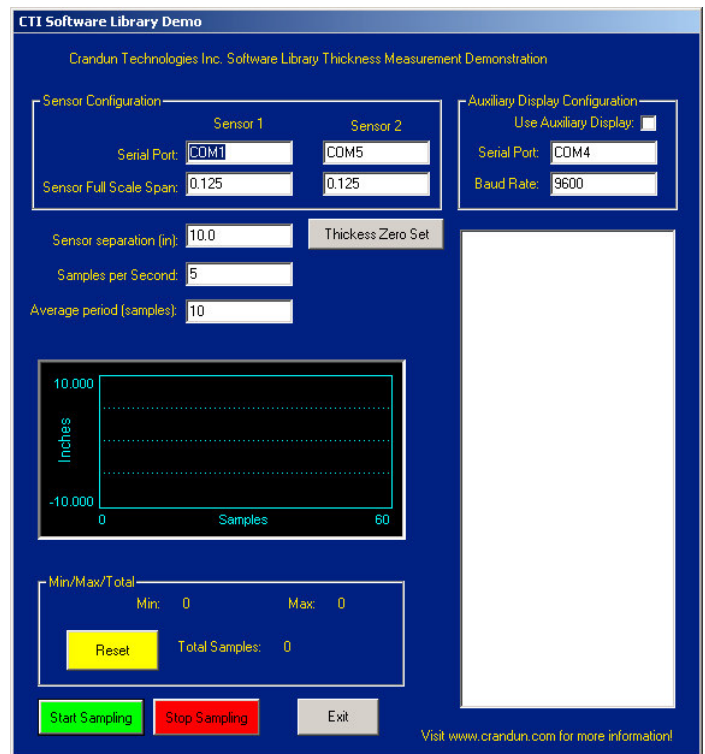 CTI Software Library Demo
Crandun Technologies Inc. Software Library Thickness Measurement Demonstration
Sensor Configuration
Sensor 1 Sensor 2
Serial Port: COM1 COM5
Sensor Full Scale Span: 0.125 0.125
Auxiliary Display Configuration
Use Auxiliary Display:
Serial Port: COM4
Baud Rate: 9600
Sensor separation (in): 10.0 Thickess Zero Set
Samples per Second: 5
Average period (samples): 10
10.000
Inches
-10.000
0 Samples 60
Min/Max/Total
Min: 0 Max: 0
Reset Total Samples: 0
Start Sampling Stop Sampling Exit
Visit www.crandun.com for more information!